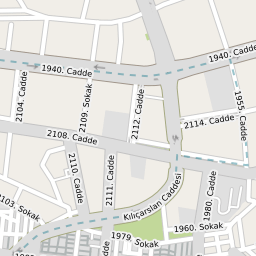 1940. Cadde
1940. Cadde
2104. Cadde
2109. Sokak
2112. Cadde
1955. Cadde
2114. Cadde
2108. Cadde
2110. Cadde
2111. Cadde
Kılıçarslan Caddesi
1980. Cadde
2103. Sokak
1960. Sokak
1979. Sokak